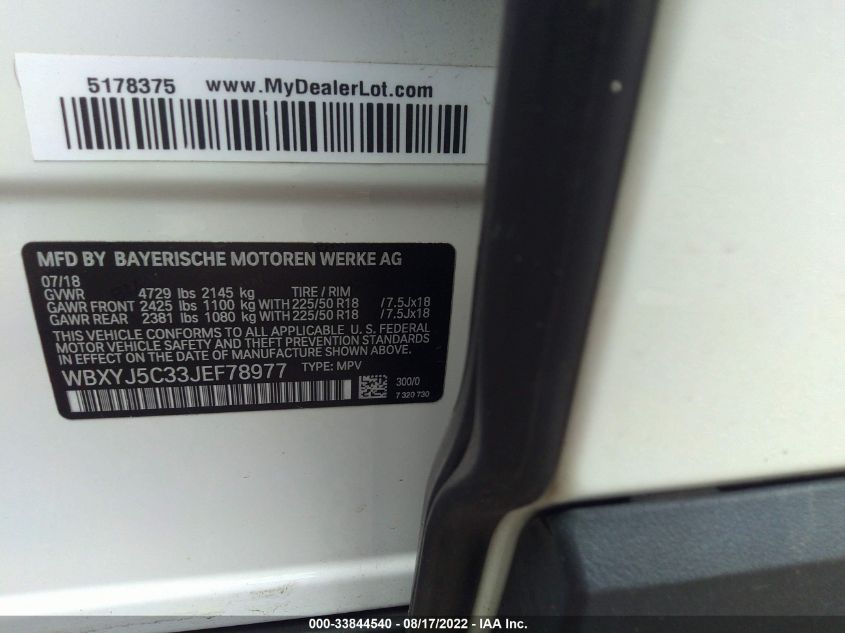 5178375 www.MyDealerLot.com
MFD BY BAYERISCHE MOTOREN WERKE AG
07/18
GVWR 4729 lbs 2145 kg TIRE / RIM
GAWR FRONT 2425 lbs 1100 kg WITH 225/50 R18 /7.5Jx18
GAWR REAR 2381 lbs 1080 kg WITH 225/50 R18 /7.5Jx18
THIS VEHICLE CONFORMS TO ALL APPLICABLE U. S. FEDERAL
MOTOR VEHICLE SAFETY AND THEFT PREVENTION STANDARDS
IN EFFECT ON THE DATE OF MANUFACTURE SHOWN ABOVE.
WBXYJ5C33JEF78977 TYPE: MPV
300/0
7 320 730
000-33844540 - 08/17/2022 - IAA Inc.